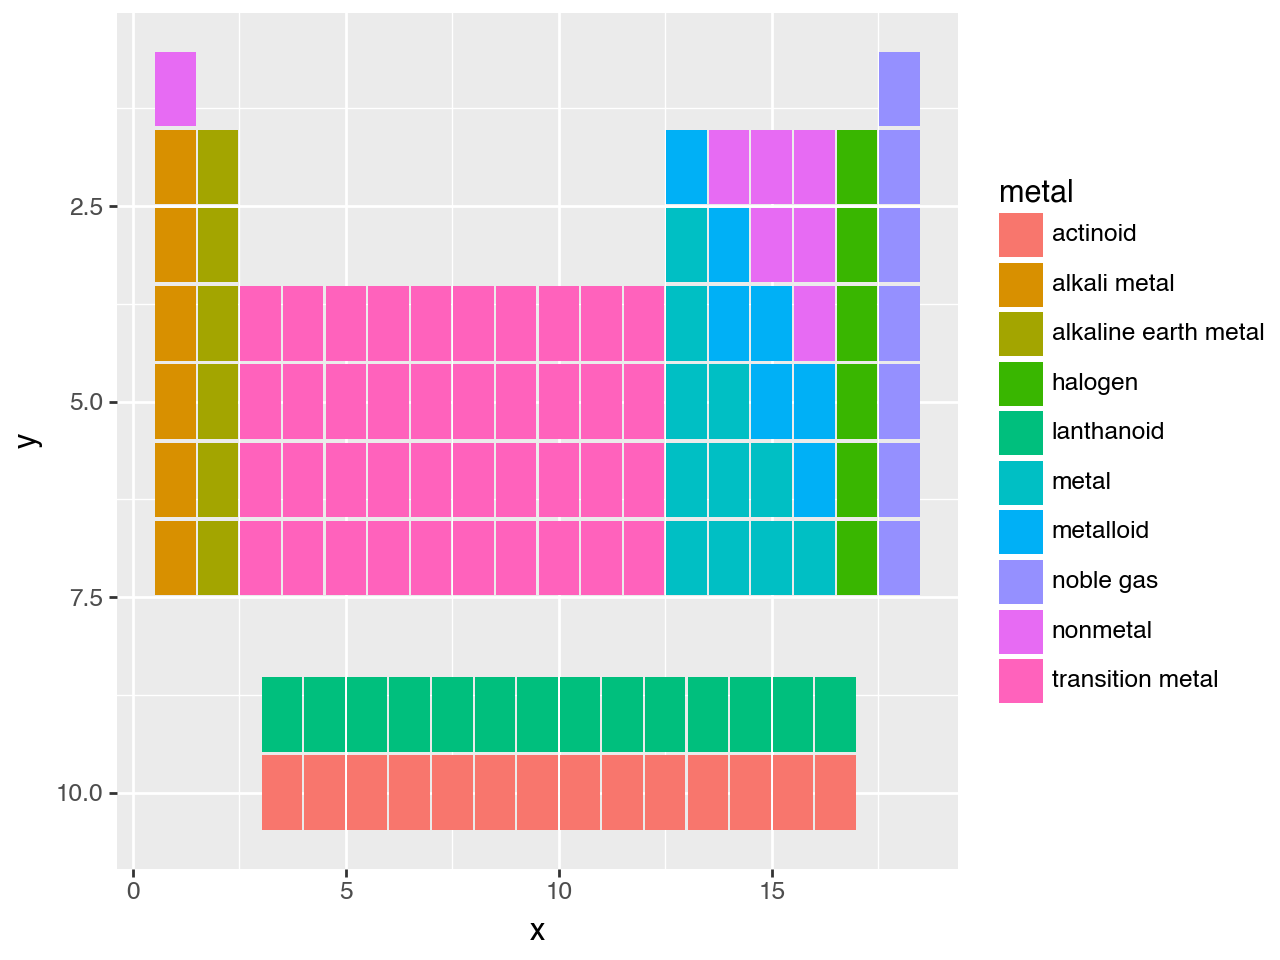 metal
actinoid
alkali metal
alkaline earth metal
halogen
lanthanoid
metal
metalloid
noble gas
nonmetal
transition metal
y
2.5
5.0
7.5
10.0
0 5 10 15
x